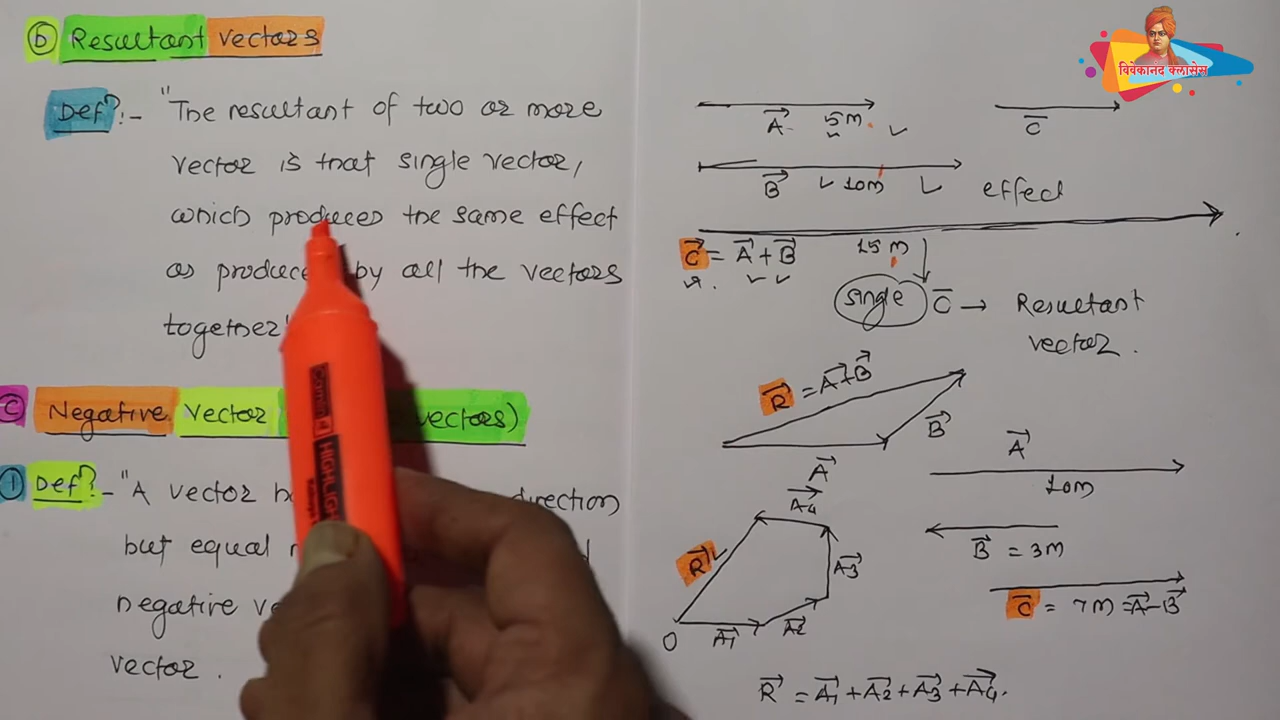 b Resultant Vectors
Def?:- "The resultant of two or more
vector is that single vector,
which produces the same effect
as produce by all the vectors
together"
C Negative Vector vectors)
1 Def?- "A vector direction
but equal
negative
vector.
विवेकानंद क्लासेस
A 5m
C
B 10m
effect
15 m
C = A + B
single C → Resultant
vector.
R = A+B
B
A
A
10m
A4
B = 3m
R
A3
C = 7m = A - B
O A1 A2
R = A1 + A2 + A3 + A4.
HIGHLIGHTER